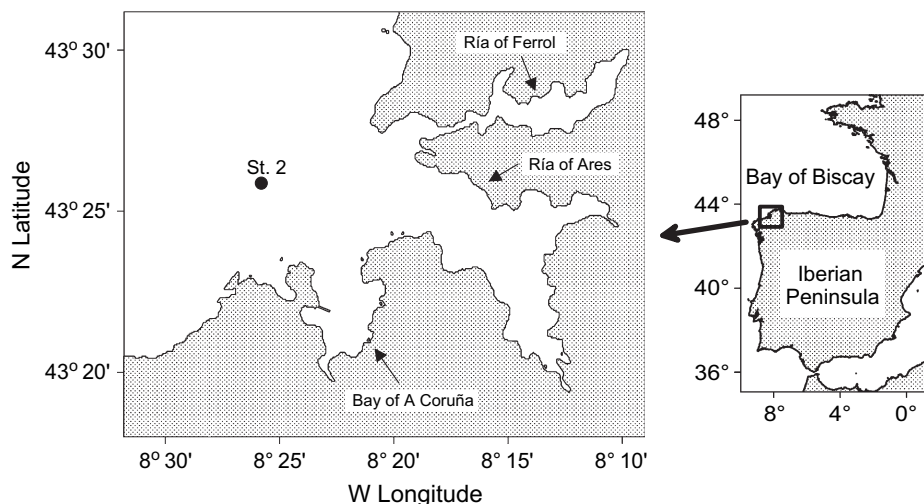 43° 30'
43° 25'
43° 20'
N Latitude
Ría of Ferrol
Ría of Ares
St. 2
Bay of A Coruña
8° 30'
8° 25'
8° 20'
8° 15'
8° 10'
W Longitude
48°
44°
40°
36°
Bay of Biscay
Iberian
Peninsula
8°
4°
0°